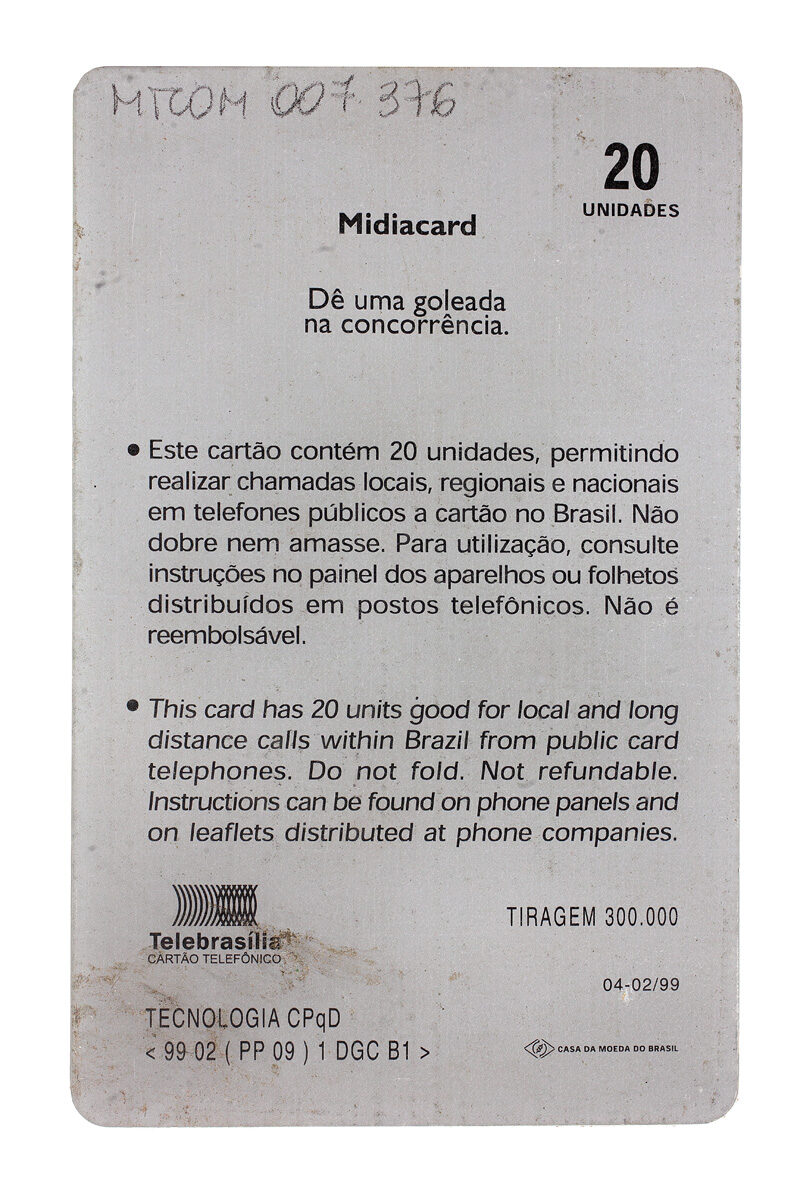 MTCOM 007.376
20
UNIDADES
Midiacard
Dê uma goleada
na concorrência.
● Este cartão contém 20 unidades, permitindo
realizar chamadas locais, regionais e nacionais
em telefones públicos a cartão no Brasil. Não
dobre nem amasse. Para utilização, consulte
instruções no painel dos aparelhos ou folhetos
distribuídos em postos telefônicos. Não é
reembolsável.
● This card has 20 units good for local and long
distance calls within Brazil from public card
telephones. Do not fold. Not refundable.
Instructions can be found on phone panels and
on leaflets distributed at phone companies.
Telebrasília
CARTÃO TELEFÔNICO
TIRAGEM 300.000
04-02/99
TECNOLOGIA CPqD
< 99 02 ( PP 09 ) 1 DGC B1 >
CASA DA MOEDA DO BRASIL